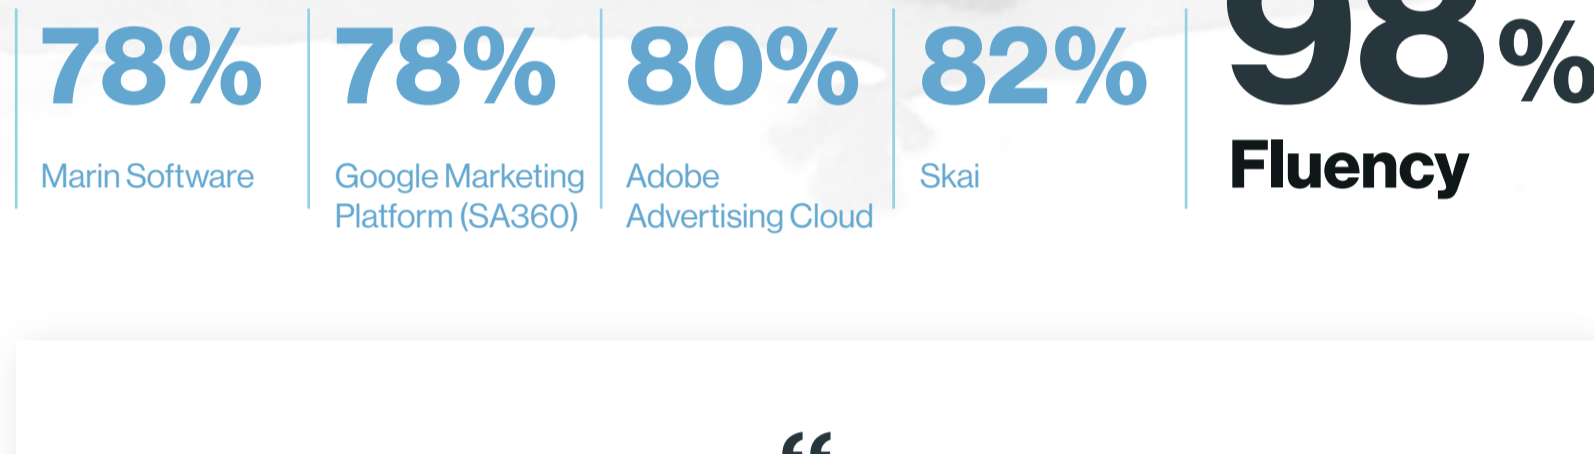 78%
78%
80%
82%
98%
Marin Software
Google Marketing
Platform (SA360)
Adobe
Advertising Cloud
Skai
Fluency
“